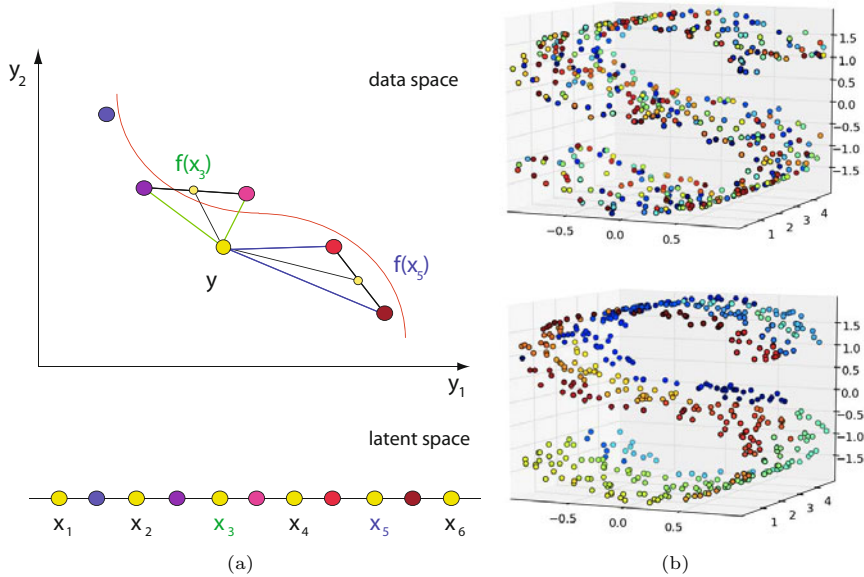 y2
data space
f(x3)
y
f(x5)
y1
latent space
x1 x2 x3 x4 x5 x6
(a)
1.5
1.0
0.5
0.0
−0.5
−1.0
−1.5
−0.5 0.0 0.5
1 2 3 4
1.5
1.0
0.5
0.0
−0.5
−1.0
−1.5
−0.5 0.0 0.5
1 2 3 4
(b)